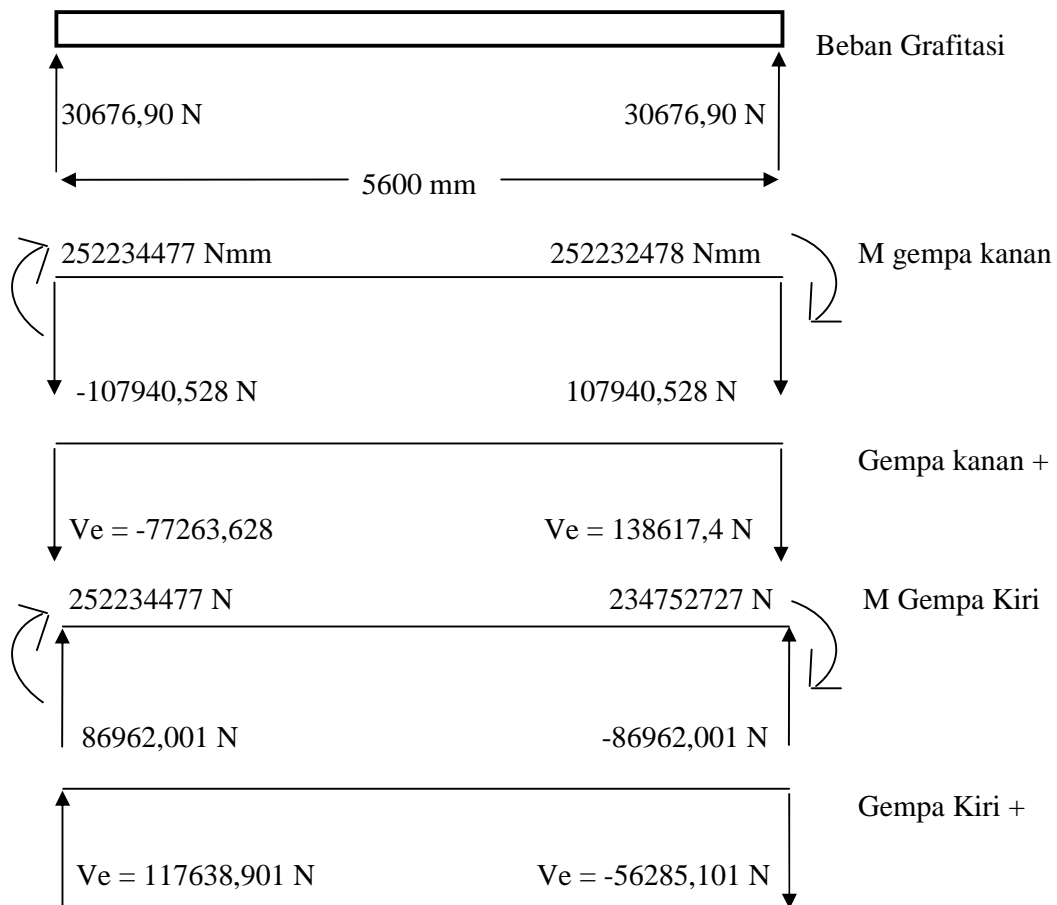 Beban Grafitasi
30676,90 N 30676,90 N
5600 mm
252234477 Nmm 252232478 Nmm M gempa kanan
-107940,528 N 107940,528 N
Gempa kanan +
Ve = -77263,628 Ve = 138617,4 N
252234477 N 234752727 N M Gempa Kiri
86962,001 N -86962,001 N
Gempa Kiri +
Ve = 117638,901 N Ve = -56285,101 N